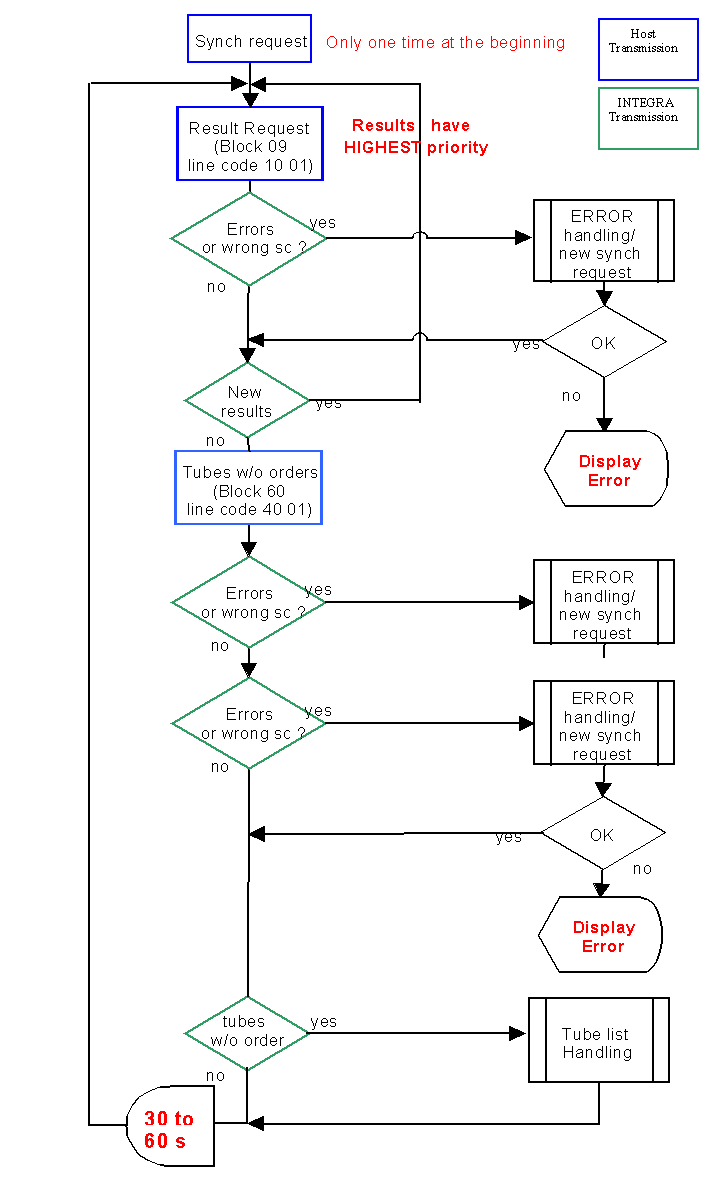 Synch request
Only one time at the beginning
Host
Transmission
INTEGRA
Transmission
Result Request
(Block 09
line code 10 01)
Results have
HIGHEST priority
Errors
or wrong sc ?
yes
no
ERROR
handling/
new synch
request
OK
yes
no
Display
Error
New
results
yes
no
Tubes w/o orders
(Block 60
line code 40 01)
Errors
or wrong sc ?
yes
no
ERROR
handling/
new synch
request
Errors
or wrong sc ?
yes
no
ERROR
handling/
new synch
request
OK
yes
no
Display
Error
tubes
w/o order
yes
no
Tube list
Handling
30 to
60 s